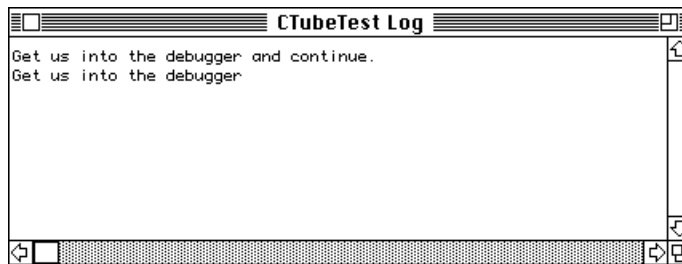 CTubeTest Log
Get us into the debugger and continue.
Get us into the debugger